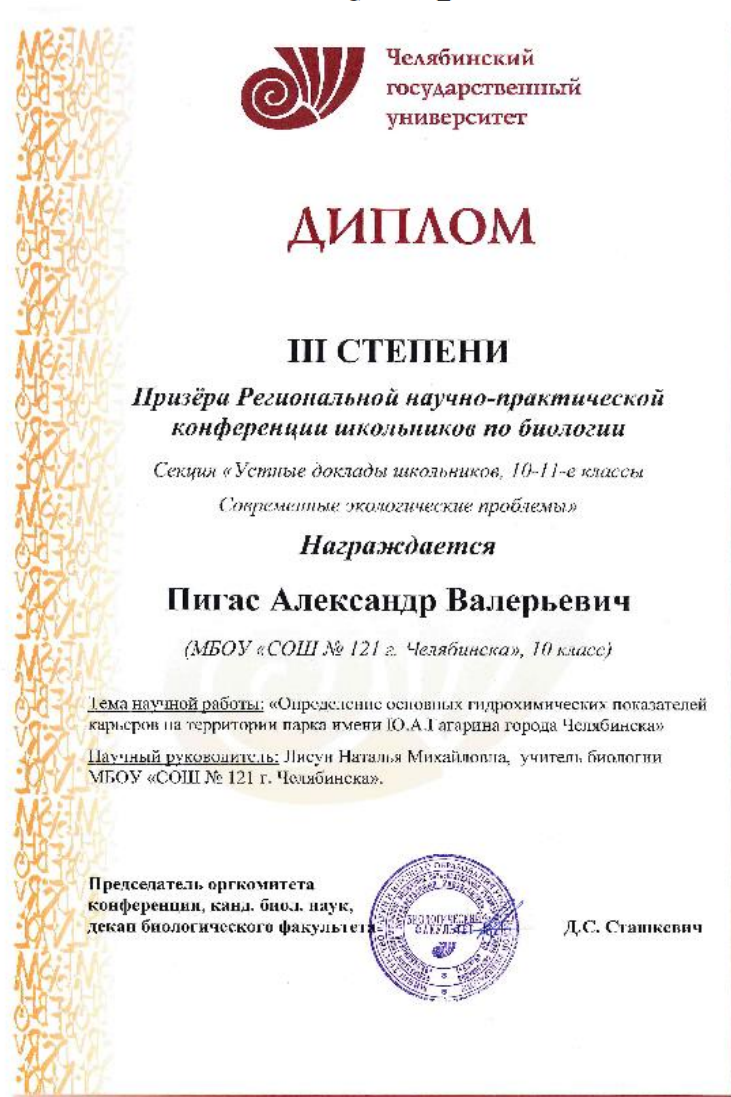 Челябинский
государственный
университет
ДИПЛОМ
III СТЕПЕНИ
Призёра Региональной научно-практической
конференции школьников по биологии
Секция «Устные доклады школьников, 10-11-е классы
Современные экологические проблемы»
Награждается
Пигас Александр Валерьевич
(МБОУ «СОШ № 121 г. Челябинска», 10 класс)
Тема научной работы: «Определение основных гидрохимических показателей
карьеров на территории парка имени Ю.А.Гагарина города Челябинска»
Научный руководитель: Лисун Наталья Михайловна, учитель биологии
МБОУ «СОШ № 121 г. Челябинска».
Председатель оргкомитета
конференции, канд. биол. наук,
декан биологического факультета
Д.С. Сташкевич
БИОЛОГИЧЕСКИЙ
ФАКУЛЬТЕТ